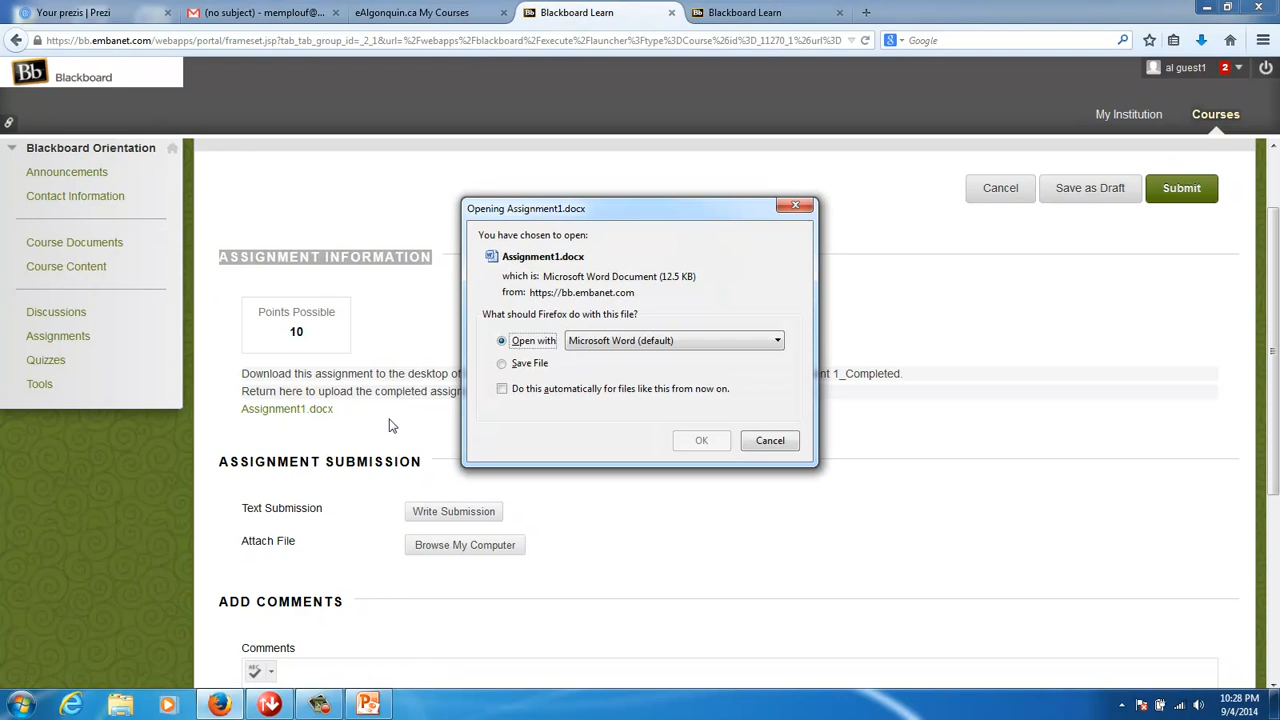 Your prezis | Prezi
(no subject) - memplouf@...
eAlgonquin.ca My Courses
Blackboard Learn
Blackboard Learn
https://bb.embanet.com/webapps/portal/frameset.jsp?tab_tab_group_id=_2_1&url=%2Fwebapps%2Fblackboard%2Fexecute%2Flauncher%3Ftype%3DCourse%26id%3D_11270_1%26url%3D
Google
Bb Blackboard
al guest1 2
My Institution
Courses
Blackboard Orientation
Announcements
Contact Information
Course Documents
Course Content
Discussions
Assignments
Quizzes
Tools
Cancel
Save as Draft
Submit
ASSIGNMENT INFORMATION
Points Possible
10
Download this assignment to the desktop of
nt 1_Completed.
Return here to upload the completed assign
Assignment1.docx
Opening Assignment1.docx
You have chosen to open:
Assignment1.docx
which is: Microsoft Word Document (12.5 KB)
from: https://bb.embanet.com
What should Firefox do with this file?
Open with
Microsoft Word (default)
Save File
Do this automatically for files like this from now on.
OK
Cancel
ASSIGNMENT SUBMISSION
Text Submission
Write Submission
Attach File
Browse My Computer
ADD COMMENTS
Comments
ABC
10:28 PM
9/4/2014